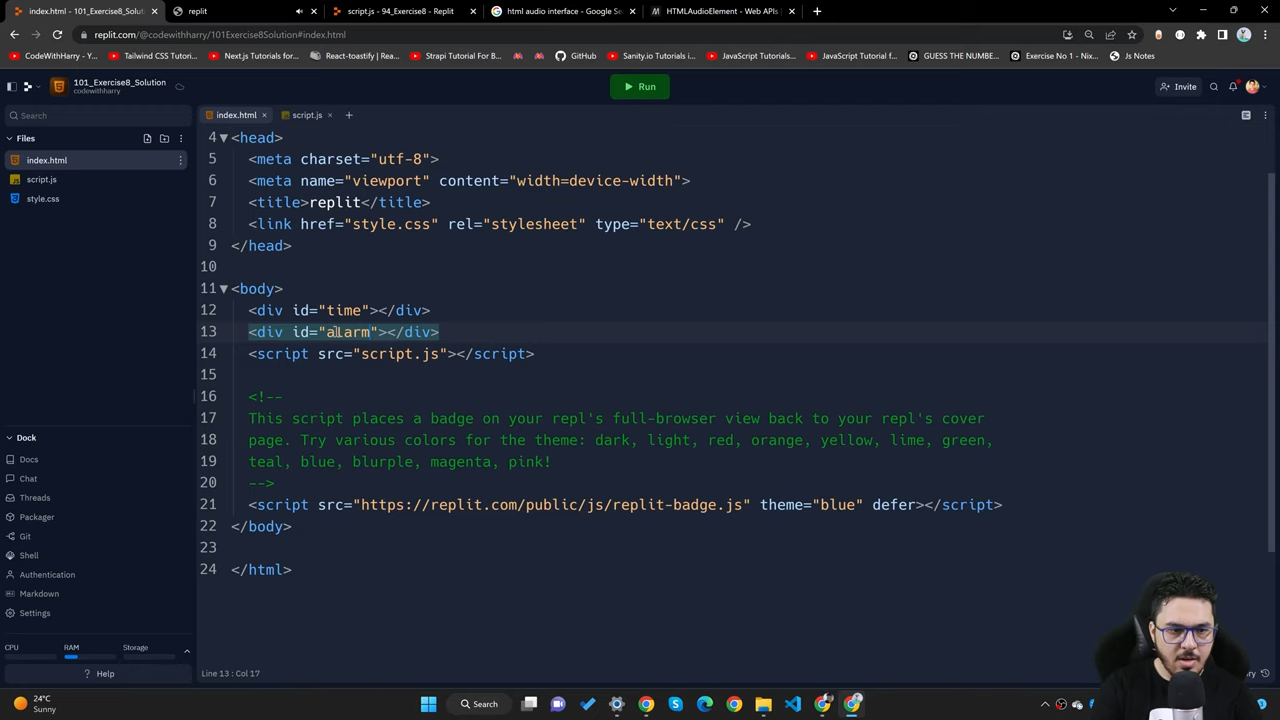 index.html - 101_Exercise8Soluti
replit
script.js - 94_Exercise8 - Replit
html audio interface - Google Se
HTMLAudioElement - Web APIs
replit.com/@codewithharry/101Exercise8Solution#index.html
CodeWithHarry - Y...
Tailwind CSS Tutori...
Next.js Tutorials for...
React-toastify | Rea...
Strapi Tutorial For B...
GitHub
Sanity.io Tutorials i...
JavaScript Tutorial...
JavaScript Tutorial f...
GUESS THE NUMBE...
Exercise No 1 - Nix...
Js Notes
101_Exercise8_Solution
codewithharry
Run
Invite
Search
index.html
script.js
Files
index.html
script.js
style.css
4 <head>
5 <meta charset="utf-8">
6 <meta name="viewport" content="width=device-width">
7 <title>replit</title>
8 <link href="style.css" rel="stylesheet" type="text/css" />
9 </head>
10
11 <body>
12 <div id="time"></div>
13 <div id="alarm"></div>
14 <script src="script.js"></script>
15
16 <!--
17 This script places a badge on your repl's full-browser view back to your repl's cover
18 page. Try various colors for the theme: dark, light, red, orange, yellow, lime, green,
19 teal, blue, blurple, magenta, pink!
20 -->
21 <script src="https://replit.com/public/js/replit-badge.js" theme="blue" defer></script>
22 </body>
23
24 </html>
Dock
Docs
Chat
Threads
Packager
Git
Shell
Authentication
Markdown
Settings
CPU
RAM
Storage
? Help
Line 13 : Col 17
24°C
Sunny
Search